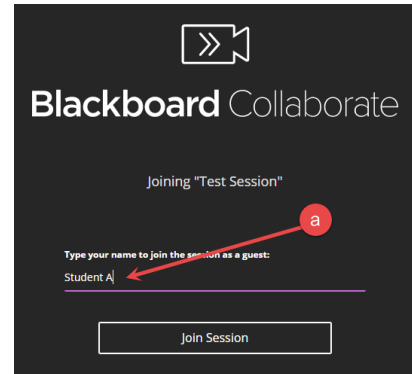 Blackboard Collaborate
Joining "Test Session"
a
Type your name to join the session as a guest:
Student A
Join Session